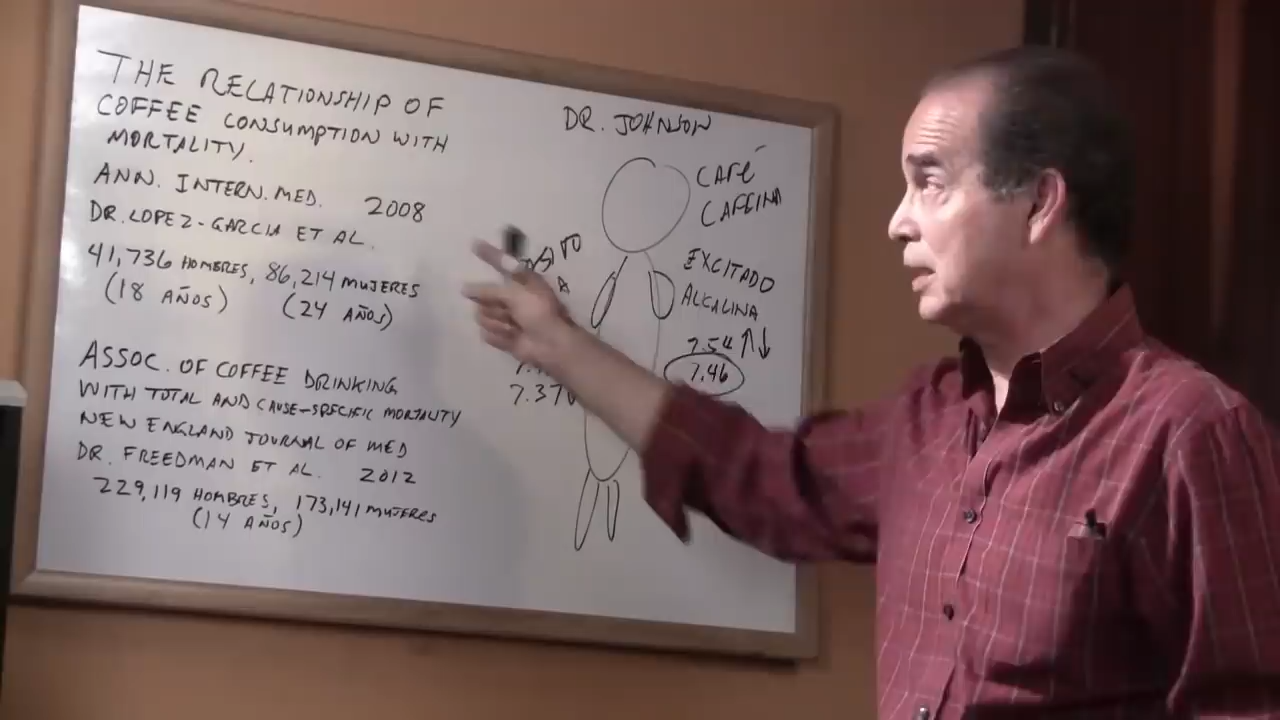 THE RELATIONSHIP OF
COFFEE CONSUMPTION WITH
MORTALITY.
ANN. INTERN. MED. 2008
DR. LOPEZ-GARCIA ET AL.
41,736 HOMBRES, 86,214 MUJERES
(18 AÑOS) (24 AÑOS)
ASSOC. OF COFFEE DRINKING
WITH TOTAL AND CAUSE-SPECIFIC MORTALITY
NEW ENGLAND JOURNAL OF MED
DR. FREEDMAN ET AL. 2012
229,119 HOMBRES, 173,141 MUJERES
(14 AÑOS)
DR. JOHNSON
CAFÉ
CAFEINA
EXCITADO
ALCALINA
7.54
7.46